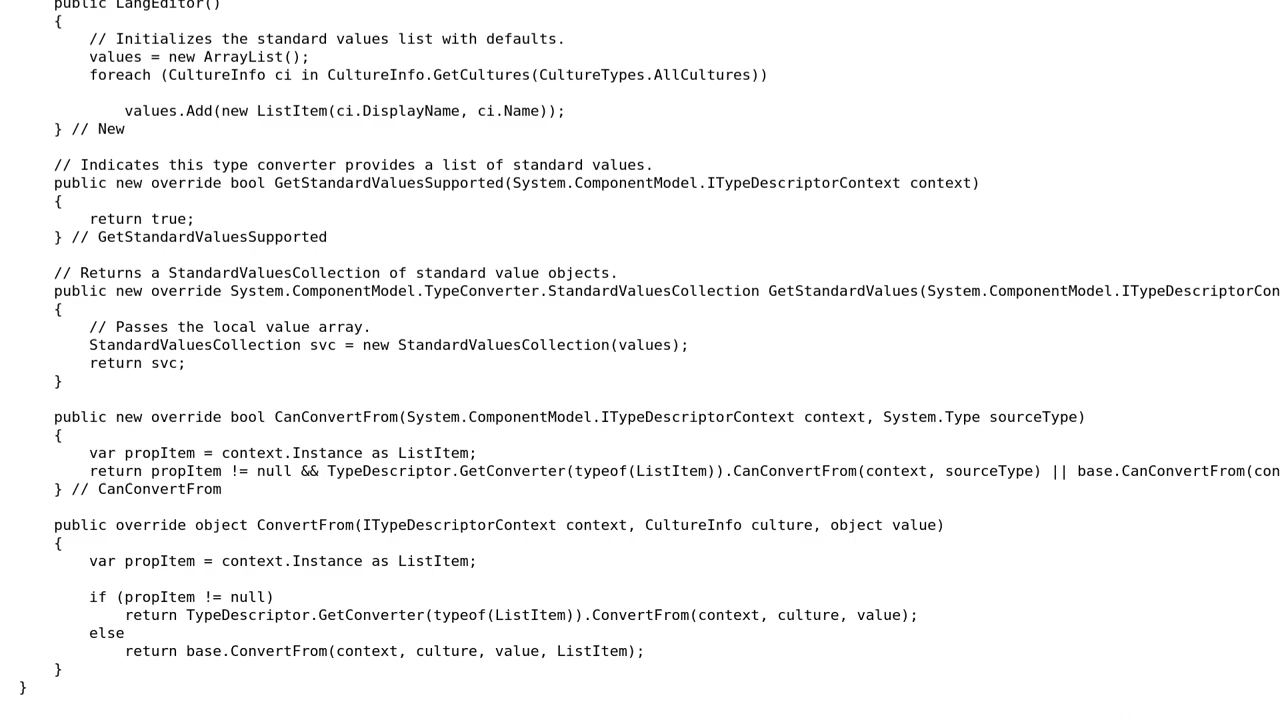 public LangEditor()
{
// Initializes the standard values list with defaults.
values = new ArrayList();
foreach (CultureInfo ci in CultureInfo.GetCultures(CultureTypes.AllCultures))
values.Add(new ListItem(ci.DisplayName, ci.Name));
} // New
// Indicates this type converter provides a list of standard values.
public new override bool GetStandardValuesSupported(System.ComponentModel.ITypeDescriptorContext context)
{
return true;
} // GetStandardValuesSupported
// Returns a StandardValuesCollection of standard value objects.
public new override System.ComponentModel.TypeConverter.StandardValuesCollection GetStandardValues(System.ComponentModel.ITypeDescriptorCon
{
// Passes the local value array.
StandardValuesCollection svc = new StandardValuesCollection(values);
return svc;
}
public new override bool CanConvertFrom(System.ComponentModel.ITypeDescriptorContext context, System.Type sourceType)
{
var propItem = context.Instance as ListItem;
return propItem != null && TypeDescriptor.GetConverter(typeof(ListItem)).CanConvertFrom(context, sourceType) || base.CanConvertFrom(con
} // CanConvertFrom
public override object ConvertFrom(ITypeDescriptorContext context, CultureInfo culture, object value)
{
var propItem = context.Instance as ListItem;
if (propItem != null)
return TypeDescriptor.GetConverter(typeof(ListItem)).ConvertFrom(context, culture, value);
else
return base.ConvertFrom(context, culture, value, ListItem);
}
}